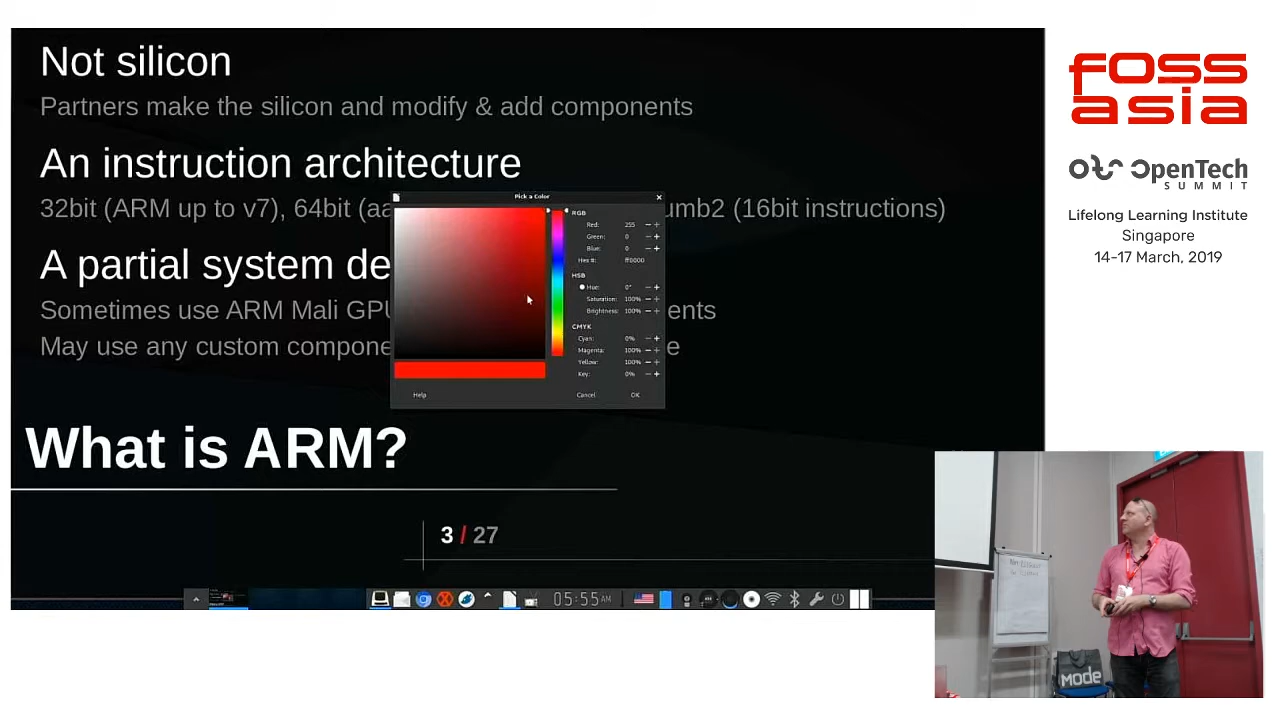 Not silicon
Partners make the silicon and modify & add components
An instruction architecture
32bit (ARM up to v7), 64bit (aa umb2 (16bit instructions)
A partial system de
Sometimes use ARM Mali GPU ents
May use any custom compone e
Pick a Color
RGB
Red: 255
Green: 0
Blue: 0
Hex #: ff0000
HSB
Hue: 0°
Saturation: 100%
Brightness: 100%
CMYK
Cyan: 0%
Magenta: 100%
Yellow: 100%
Key: 0%
Help Cancel OK
What is ARM?
3 / 27
05:55AM
fOSS
asia
OpenTech
SUMMIT
Lifelong Learning Institute
Singapore
14-17 March, 2019
mode